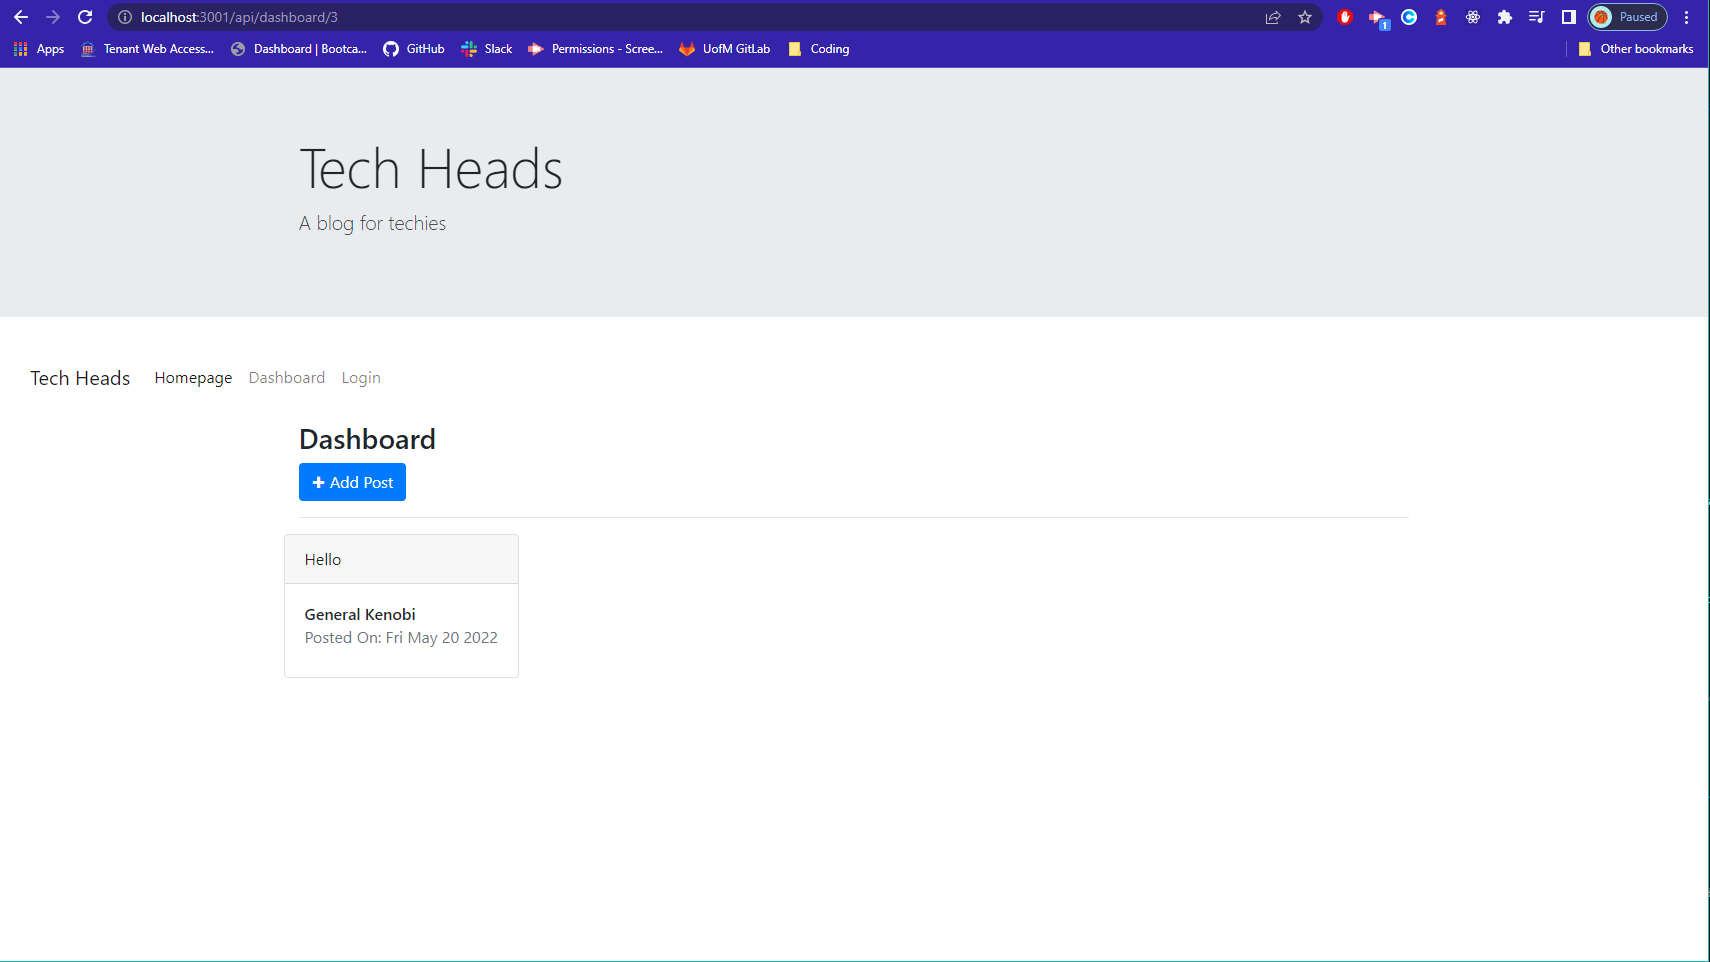 localhost:3001/api/dashboard/3
Paused
Apps
Tenant Web Access...
Dashboard | Bootca...
GitHub
Slack
Permissions - Scree...
UofM GitLab
Coding
Other bookmarks
1
Tech Heads
A blog for techies
Tech Heads Homepage Dashboard Login
Dashboard
+ Add Post
Hello
General Kenobi
Posted On: Fri May 20 2022